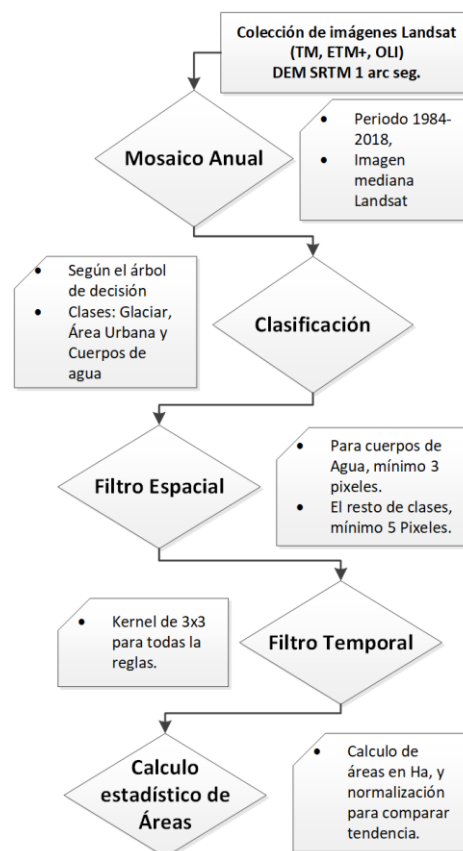 Colección de imágenes Landsat
(TM, ETM+, OLI)
DEM SRTM 1 arc seg.
Mosaico Anual
• Periodo 1984-
2018,
• Imagen
mediana
Landsat
• Según el árbol
de decisión
• Clases: Glaciar,
Área Urbana y
Cuerpos de
agua
Clasificación
Filtro Espacial
• Para cuerpos de
Agua, mínimo 3
pixeles.
• El resto de clases,
mínimo 5 Pixeles.
• Kernel de 3x3
para todas la
reglas.
Filtro Temporal
Calculo
estadístico de
Áreas
• Calculo de
áreas en Ha, y
normalización
para comparar
tendencia.